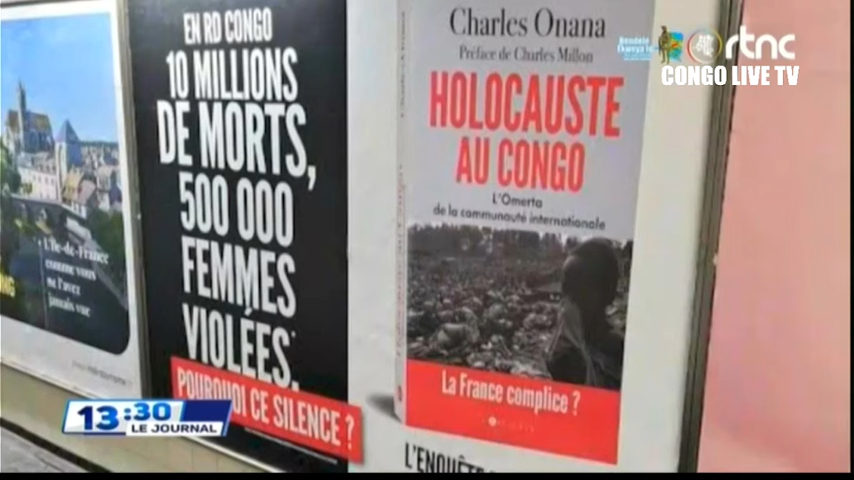 EN RD CONGO
10 MILLIONS
DE MORTS,
500 000
FEMMES
VIOLÉES.*
POURQUOI CE SILENCE ?
Charles Onana
Préface de Charles Millon
HOLOCAUSTE
AU CONGO
L'Omerta
de la communauté internationale
La France complice ?
L'ENQUÊTE
L'Île-de-France
comme vous
ne l'avez
jamais vue
rtnc
CONGO LIVE TV
13:30
LE JOURNAL